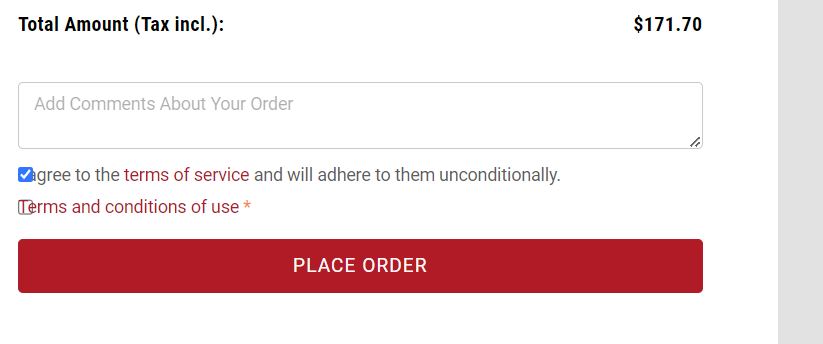 Total Amount (Tax incl.): $171.70
Add Comments About Your Order
I agree to the terms of service and will adhere to them unconditionally.
Terms and conditions of use *
PLACE ORDER